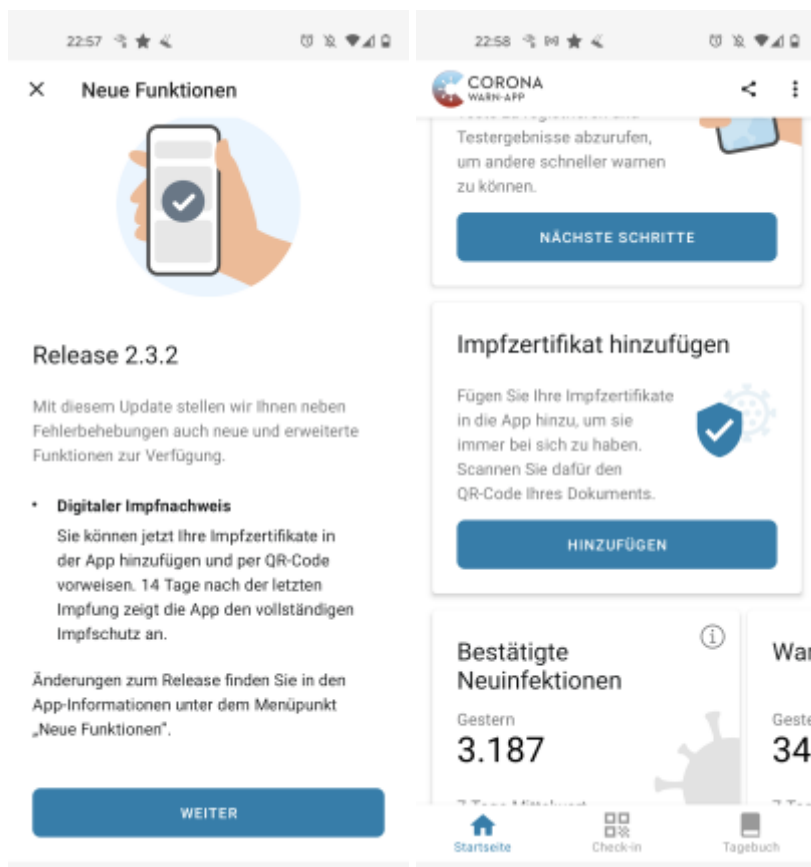 22:57
Neue Funktionen
Release 2.3.2
Mit diesem Update stellen wir Ihnen neben
Fehlerbehebungen auch neue und erweiterte
Funktionen zur Verfügung.
• Digitaler Impfnachweis
Sie können jetzt Ihre Impfzertifikate in
der App hinzufügen und per QR-Code
vorweisen. 14 Tage nach der letzten
Impfung zeigt die App den vollständigen
Impfschutz an.
Änderungen zum Release finden Sie in den
App-Informationen unter dem Menüpunkt
„Neue Funktionen".
WEITER
22:58
CORONA
WARN-APP
Testergebnisse abzurufen,
um andere schneller warnen
zu können.
NÄCHSTE SCHRITTE
Impfzertifikat hinzufügen
Fügen Sie Ihre Impfzertifikate
in die App hinzu, um sie
immer bei sich zu haben.
Scannen Sie dafür den
QR-Code Ihres Dokuments.
HINZUFÜGEN
Bestätigte
Neuinfektionen
Gestern
3.187
War
Geste
34
Startseite
Check-in
Tagebuch